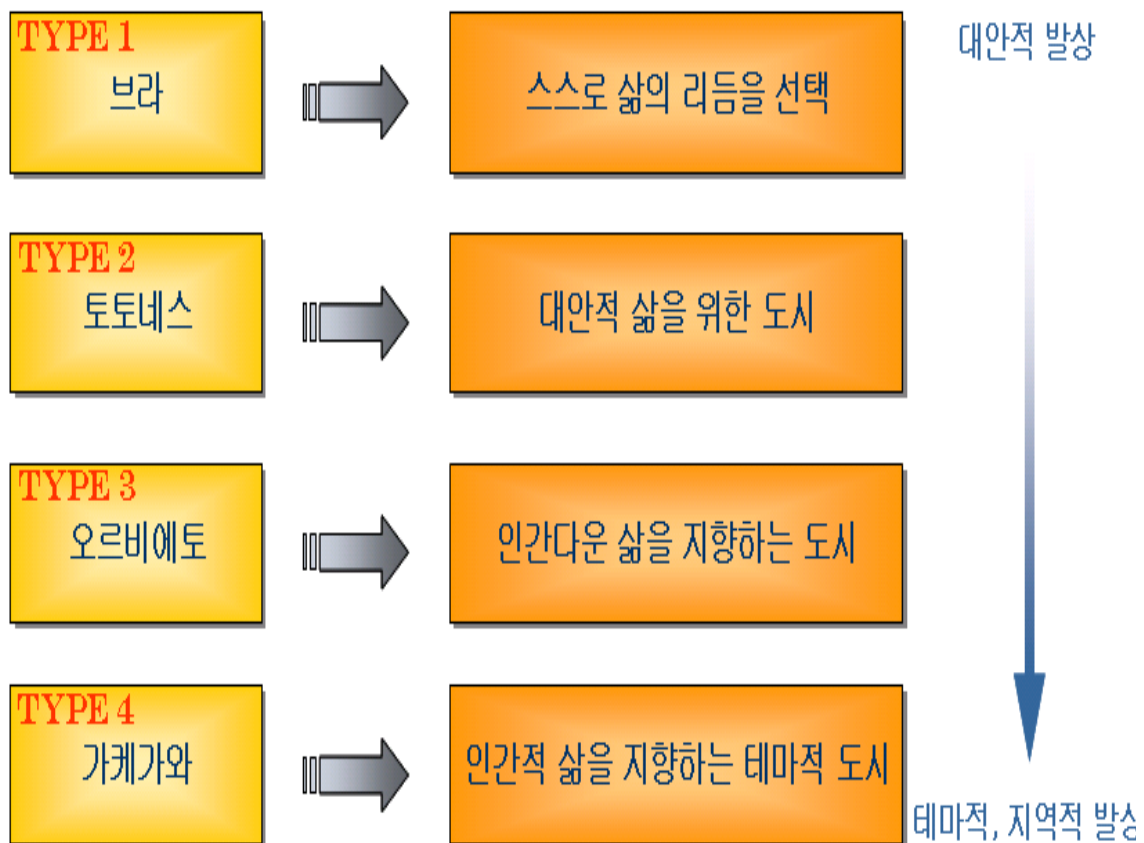 TYPE 1
브라
스스로 삶의 리듬을 선택
대안적 발상
TYPE 2
토토네스
대안적 삶을 위한 도시
TYPE 3
오르비에토
인간다운 삶을 지향하는 도시
TYPE 4
가케가와
인간적 삶을 지향하는 테마적 도시
테마적, 지역적 발상